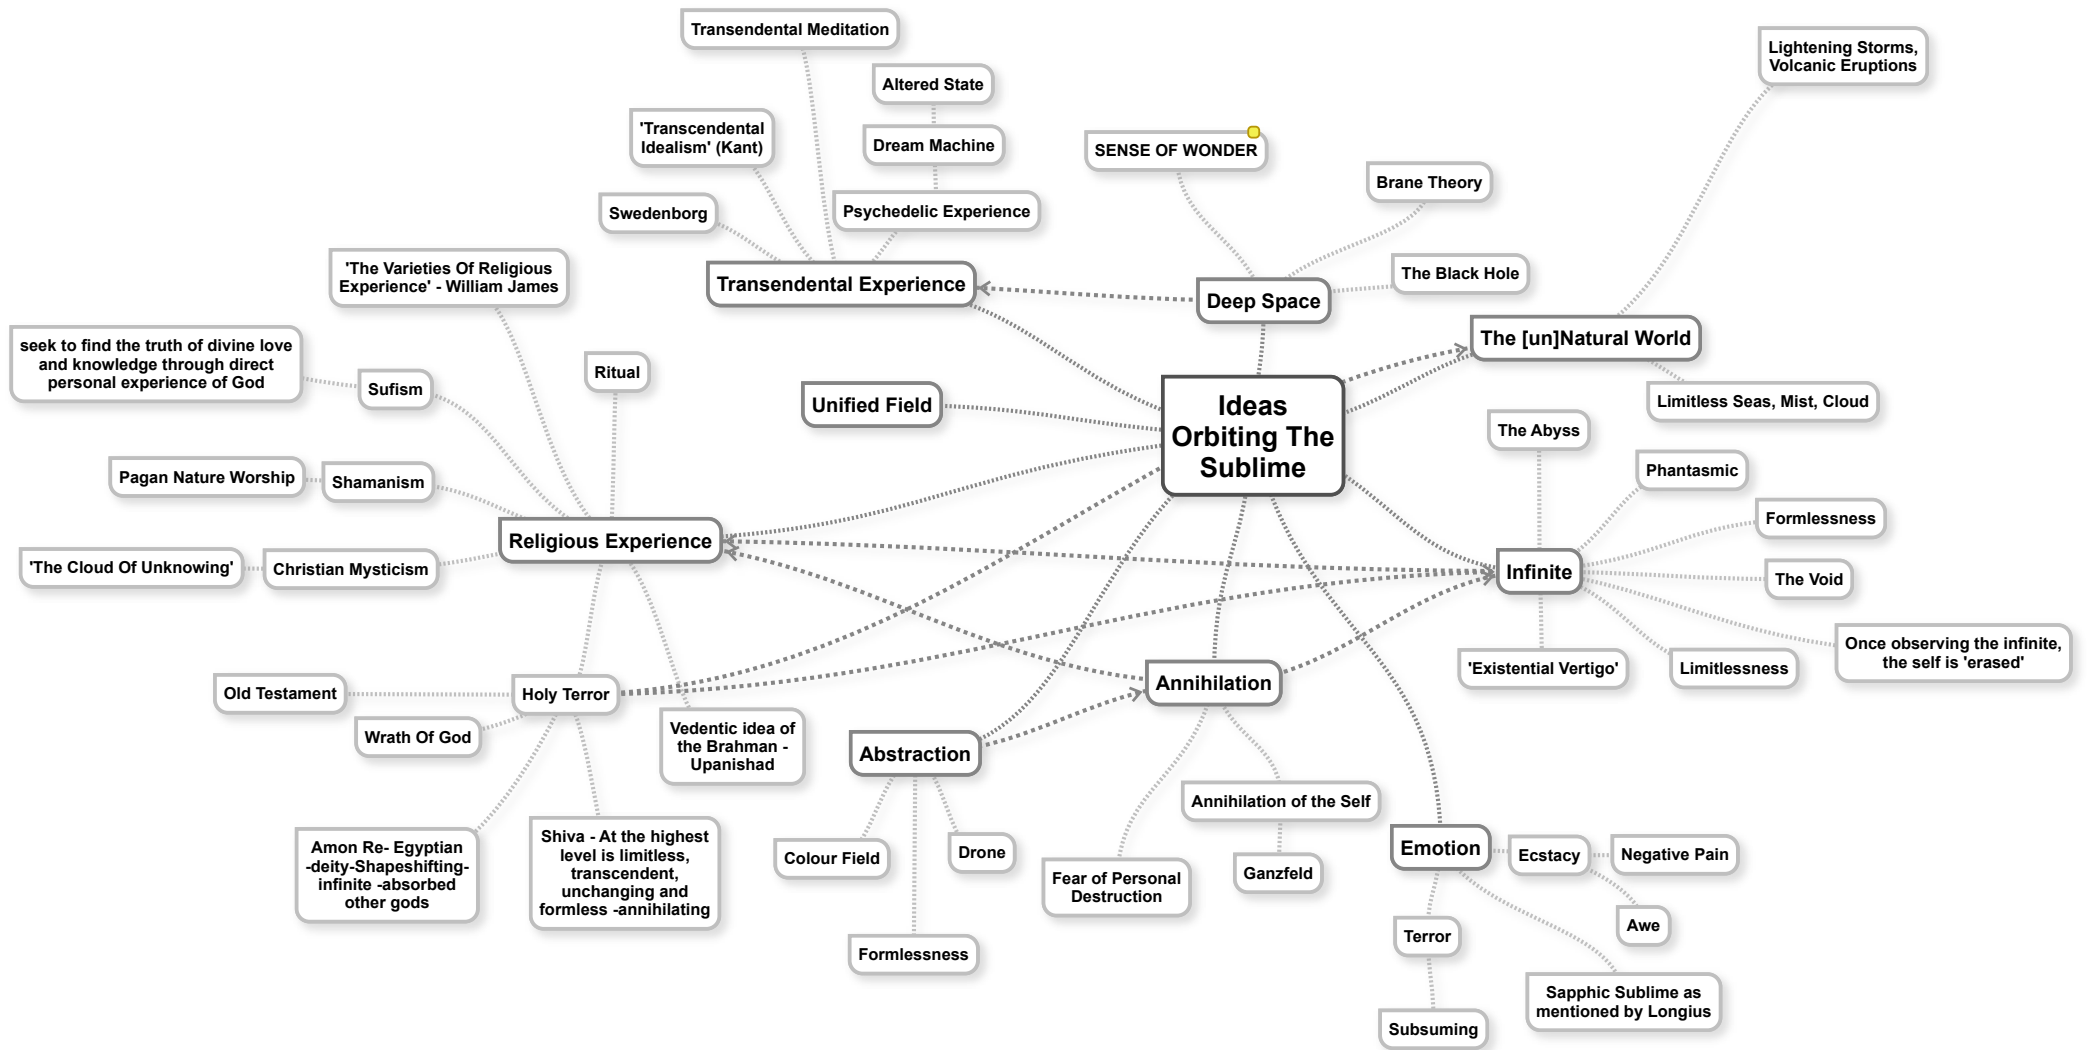 Transendental Meditation
Lightening Storms,
Volcanic Eruptions
Altered State
'Transcendental
Idealism' (Kant)
Dream Machine
SENSE OF WONDER
Brane Theory
Swedenborg
Psychedelic Experience
'The Varieties Of Religious
Experience' - William James
Transendental Experience
The Black Hole
Deep Space
The [un]Natural World
seek to find the truth of divine love
and knowledge through direct
personal experience of God
Sufism
Ritual
Unified Field
Ideas
Orbiting The
Sublime
Limitless Seas, Mist, Cloud
The Abyss
Pagan Nature Worship
Shamanism
Phantasmic
Formlessness
Religious Experience
'The Cloud Of Unknowing'
Christian Mysticism
Infinite
The Void
Once observing the infinite,
the self is 'erased'
'Existential Vertigo'
Limitlessness
Old Testament
Holy Terror
Annihilation
Wrath Of God
Vedentic idea of
the Brahman -
Upanishad
Abstraction
Annihilation of the Self
Amon Re- Egyptian
-deity-Shapeshifting-
infinite -absorbed
other gods
Shiva - At the highest
level is limitless,
transcendent,
unchanging and
formless -annihilating
Colour Field
Drone
Emotion
Ecstacy
Negative Pain
Fear of Personal
Destruction
Ganzfeld
Awe
Terror
Formlessness
Sapphic Sublime as
mentioned by Longius
Subsuming